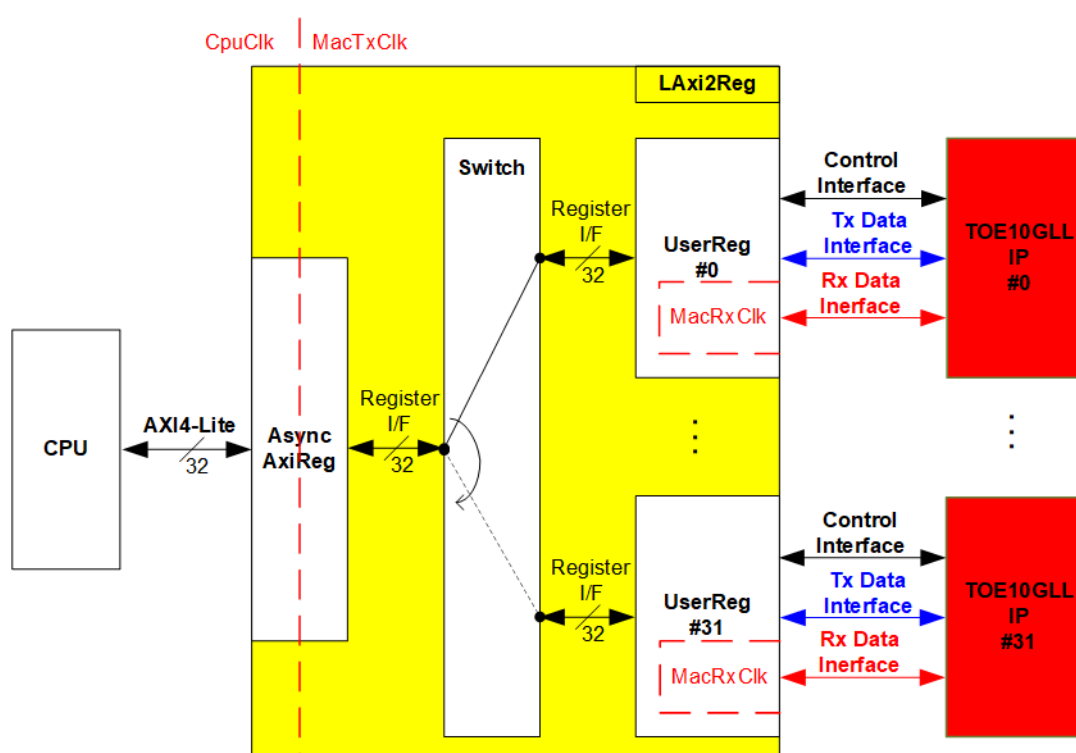 CpuClk
MacTxClk
LAxi2Reg
Switch
Control
Interface
Register
I/F
32
Tx Data
Interface
UserReg
#0
TOE10GLL
IP
#0
Rx Data
Inerface
MacRxClk
CPU
AXI4-Lite
32
Async
AxiReg
Register
I/F
32
Control
Interface
Register
I/F
32
Tx Data
Interface
UserReg
#31
TOE10GLL
IP
#31
Rx Data
Inerface
MacRxClk